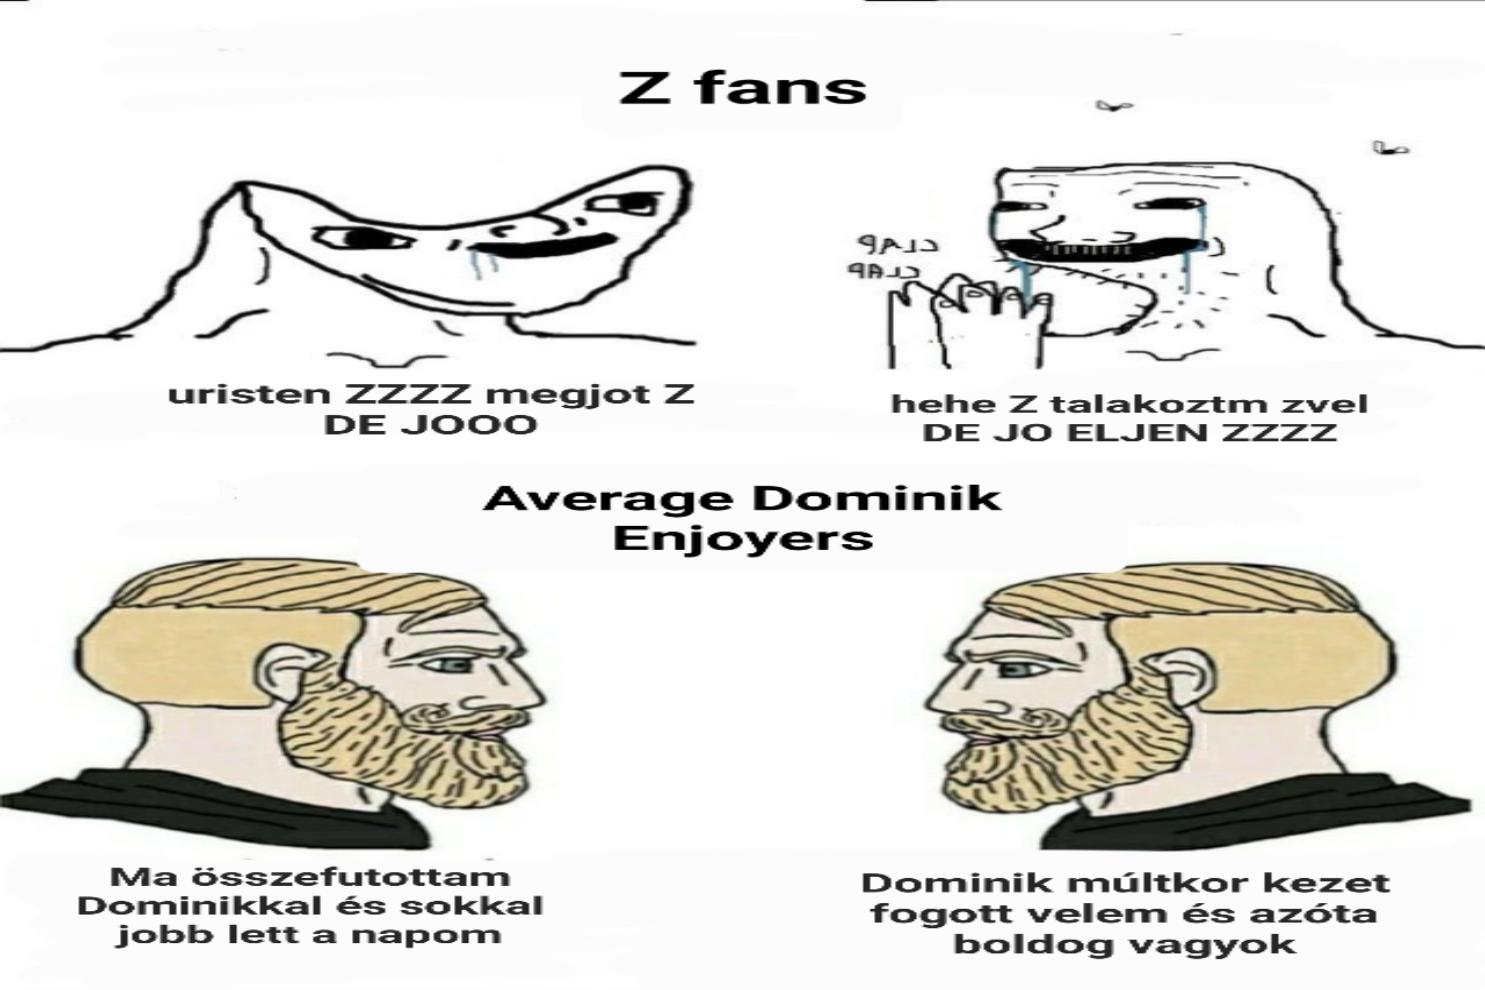 Z fans
CLAP
CLAP
uristen ZZZZ megjot Z
DE JOOO
hehe Z talakoztm zvel
DE JO ELJEN ZZZZ
Average Dominik
Enjoyers
Ma összefutottam
Dominikkal és sokkal
jobb lett a napom
Dominik múltkor kezet
fogott velem és azóta
boldog vagyok